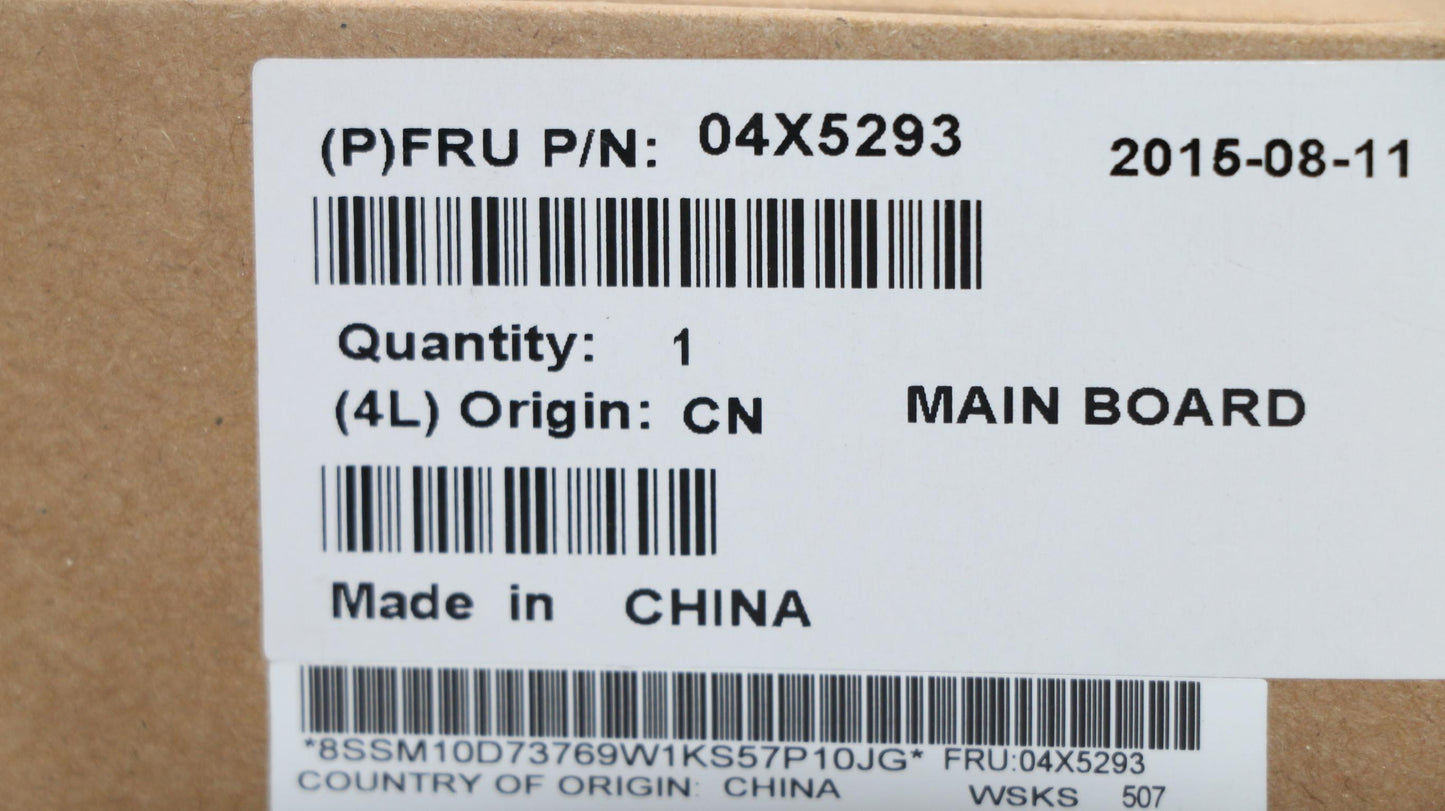 (P)FRU P/N: 04X5293 2015-08-11
Quantity: 1
(4L) Origin: CN MAIN BOARD
Made in CHINA
*8SSM10D73769W1KS57P10JG* FRU:04X5293
COUNTRY OF ORIGIN: CHINA WSKS 507